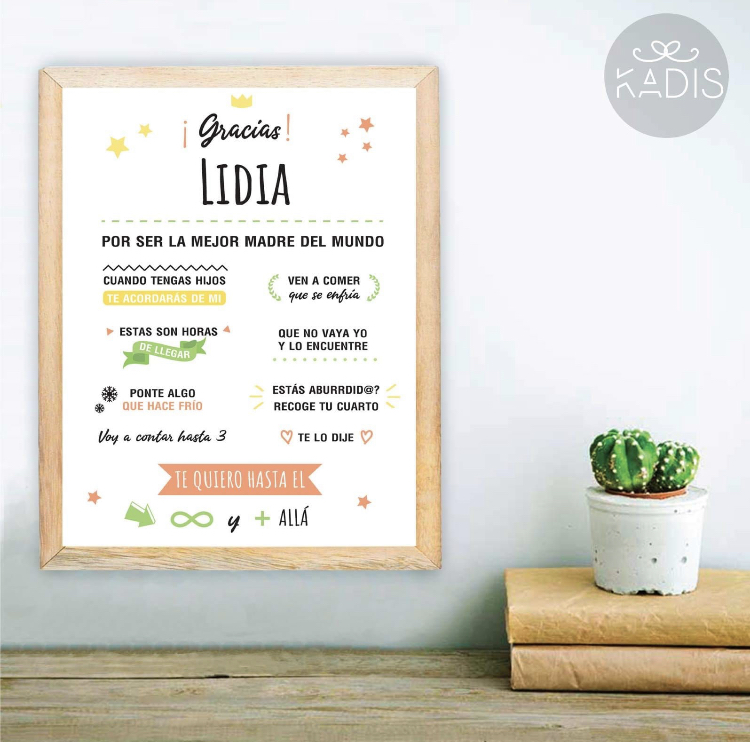 KADIS
¡Gracias!
LIDIA
POR SER LA MEJOR MADRE DEL MUNDO
CUANDO TENGAS HIJOS
TE ACORDARÁS DE MI
VEN A COMER
que se enfría
ESTAS SON HORAS
DE LLEGAR
QUE NO VAYA YO
Y LO ENCUENTRE
PONTE ALGO
QUE HACE FRÍO
ESTÁS ABURRDID@?
RECOGE TU CUARTO
Voy a contar hasta 3
TE LO DIJE
TE QUIERO HASTA EL
∞ y + ALLÁ